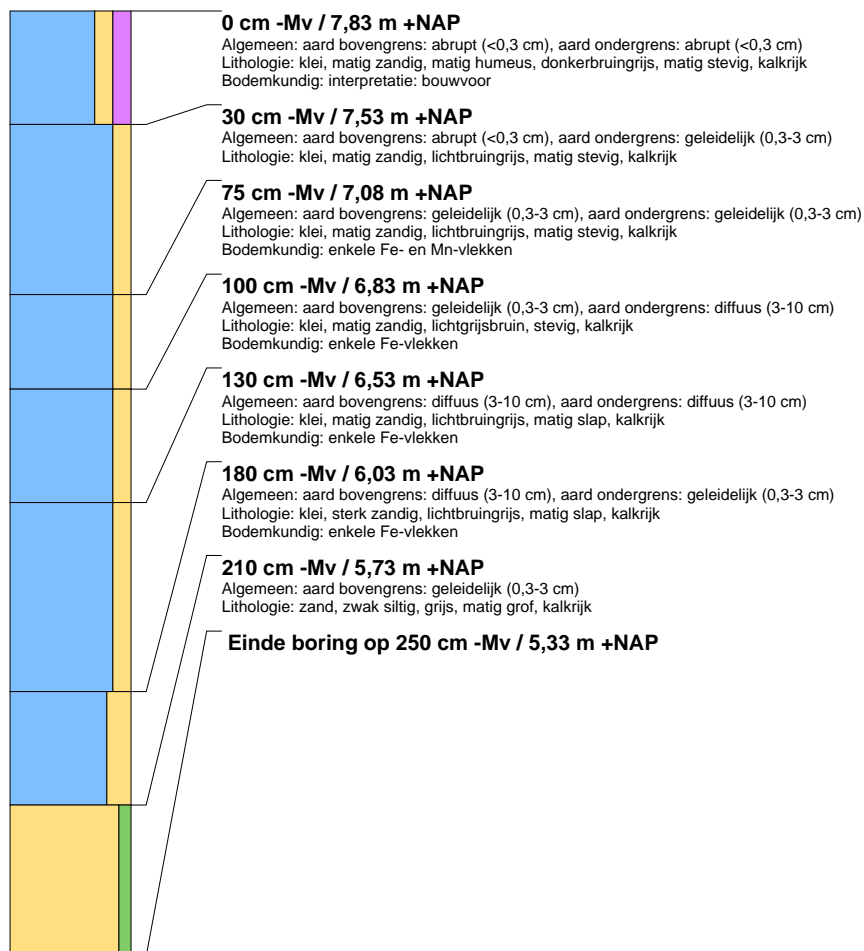 0 cm -Mv / 7,83 m +NAP
Algemeen: aard bovengrens: abrupt (<0,3 cm), aard ondergrens: abrupt (<0,3 cm)
Lithologie: klei, matig zandig, matig humeus, donkerbruingrijs, matig stevig, kalkrijk
Bodemkundig: interpretatie: bouwvoor
30 cm -Mv / 7,53 m +NAP
Algemeen: aard bovengrens: abrupt (<0,3 cm), aard ondergrens: geleidelijk (0,3-3 cm)
Lithologie: klei, matig zandig, lichtbruingrijs, matig stevig, kalkrijk
75 cm -Mv / 7,08 m +NAP
Algemeen: aard bovengrens: geleidelijk (0,3-3 cm), aard ondergrens: geleidelijk (0,3-3 cm)
Lithologie: klei, matig zandig, lichtbruingrijs, matig stevig, kalkrijk
Bodemkundig: enkele Fe- en Mn-vlekken
100 cm -Mv / 6,83 m +NAP
Algemeen: aard bovengrens: geleidelijk (0,3-3 cm), aard ondergrens: diffuus (3-10 cm)
Lithologie: klei, matig zandig, lichtgrijsbruin, stevig, kalkrijk
Bodemkundig: enkele Fe-vlekken
130 cm -Mv / 6,53 m +NAP
Algemeen: aard bovengrens: diffuus (3-10 cm), aard ondergrens: diffuus (3-10 cm)
Lithologie: klei, matig zandig, lichtbruingrijs, matig slap, kalkrijk
Bodemkundig: enkele Fe-vlekken
180 cm -Mv / 6,03 m +NAP
Algemeen: aard bovengrens: diffuus (3-10 cm), aard ondergrens: geleidelijk (0,3-3 cm)
Lithologie: klei, sterk zandig, lichtbruingrijs, matig slap, kalkrijk
Bodemkundig: enkele Fe-vlekken
210 cm -Mv / 5,73 m +NAP
Algemeen: aard bovengrens: geleidelijk (0,3-3 cm)
Lithologie: zand, zwak siltig, grijs, matig grof, kalkrijk
Einde boring op 250 cm -Mv / 5,33 m +NAP